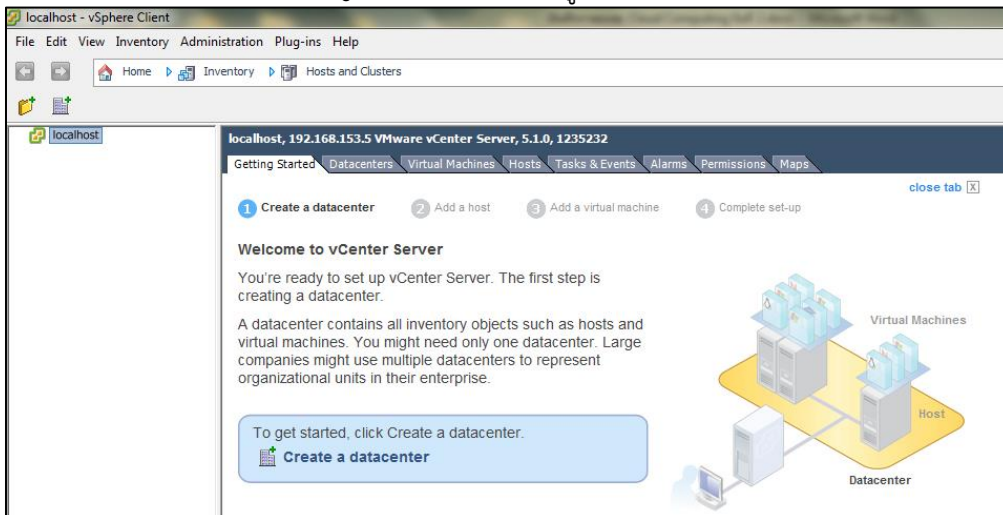 localhost - vSphere Client
File Edit View Inventory Administration Plug-ins Help
Home Inventory Hosts and Clusters
localhost
localhost, 192.168.153.5 VMware vCenter Server, 5.1.0, 1235232
Getting Started Datacenters Virtual Machines Hosts Tasks & Events Alarms Permissions Maps
close tab X
1 Create a datacenter 2 Add a host 3 Add a virtual machine 4 Complete set-up
Welcome to vCenter Server
You're ready to set up vCenter Server. The first step is
creating a datacenter.
A datacenter contains all inventory objects such as hosts and
virtual machines. You might need only one datacenter. Large
companies might use multiple datacenters to represent
organizational units in their enterprise.
To get started, click Create a datacenter.
Create a datacenter
Virtual Machines
Host
Datacenter